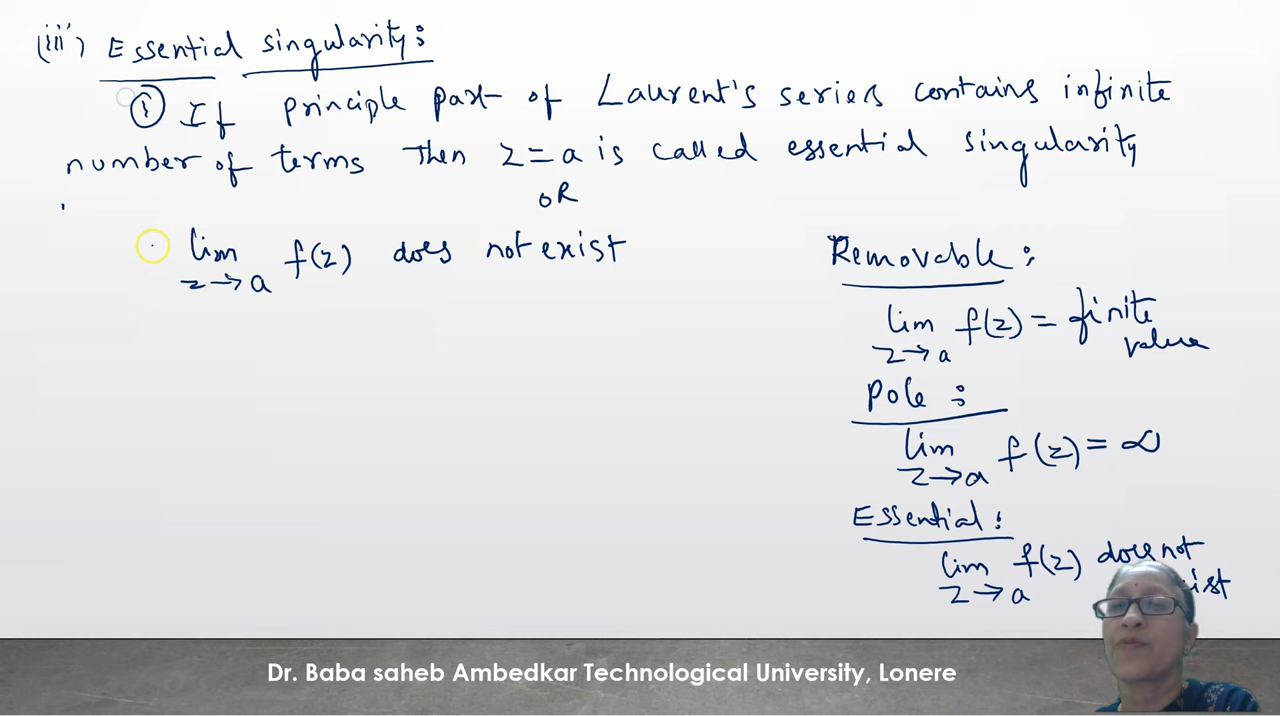 (iii) Essential singularity:
(i) If principle part of Laurent's series contains infinite
number of terms then z = a is called essential singularity
OR
lim f(z) does not exist
z→a
Removable:
lim f(z) = finite value
z→a
Pole:
lim f(z) = ∞
z→a
Essential:
lim f(z) does not
z→a
Dr. Baba saheb Ambedkar Technological University, Lonere